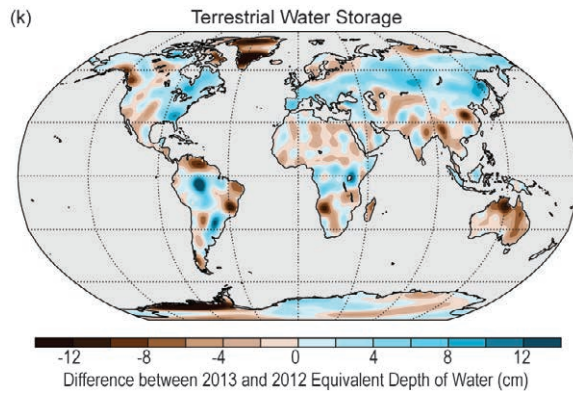 (k)
Terrestrial Water Storage
-12 -8 -4 0 4 8 12
Difference between 2013 and 2012 Equivalent Depth of Water (cm)